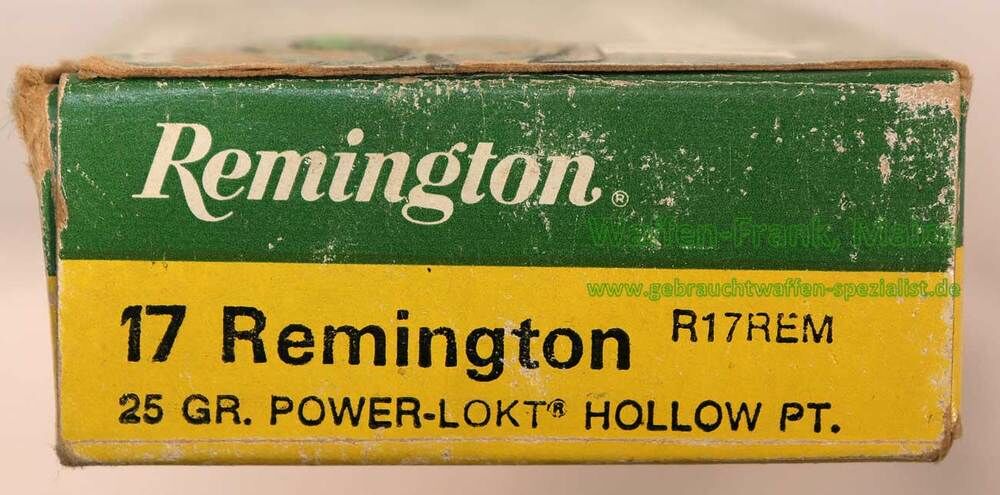 Remington®
Waffen-Frank, Mainz
www.gebrauchtwaffen-spezialist.de
17 Remington R17REM
25 GR. POWER-LOKT® HOLLOW PT.